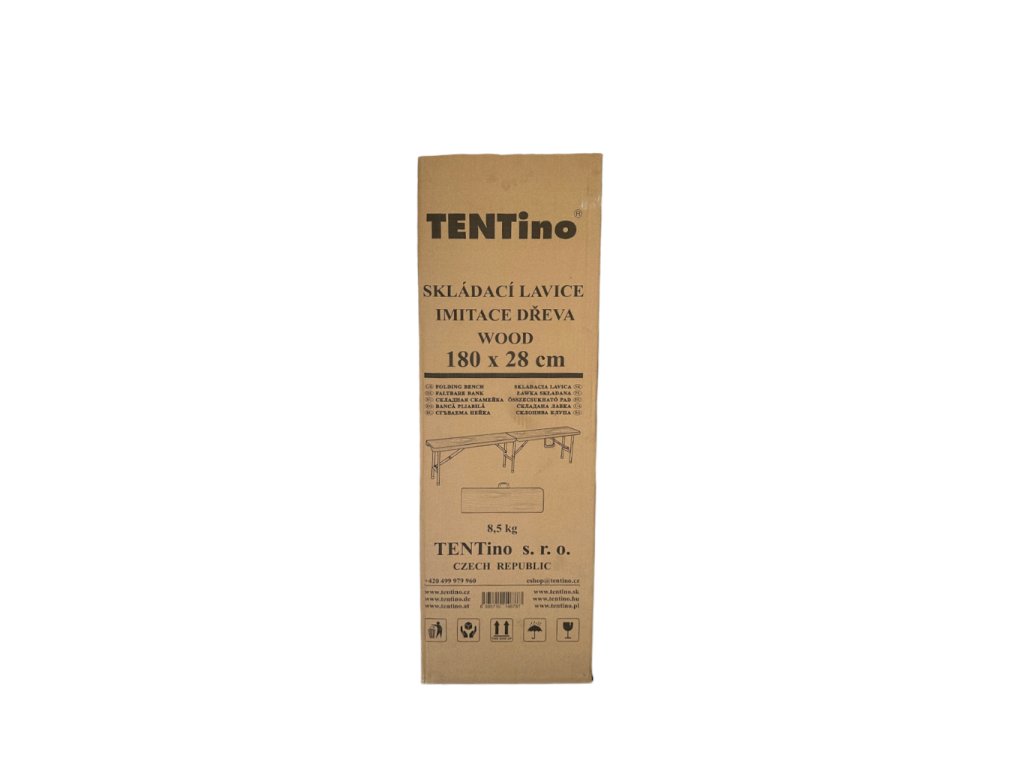 TENTino®
SKLÁDACÍ LAVICE
IMITACE DŘEVA
WOOD
180 x 28 cm
FOLDING BENCH SKLÁDACIA LAVICA
FALTBARE BANK ŁAWKA SKŁADANA
СКЛАДНАЯ СКАМЕЙКА ÖSSZECSUKHATÓ PAD
BANCĂ PLIABILĂ СКЛАДАНА ЛАВКА
СГЪВАЕМА ПЕЙКА СКЛОПИВА КЛУПА
8,5 kg
TENTino s. r. o.
CZECH REPUBLIC
+420 499 979 960 eshop@tentino.cz
www.tentino.cz www.tentino.sk
www.tentino.de www.tentino.hu
www.tentino.at www.tentino.pl